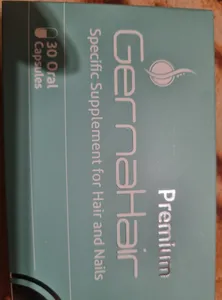 Premium
GernaHair
Specific Supplement for Hair and Nails
30 Oral
Capsules